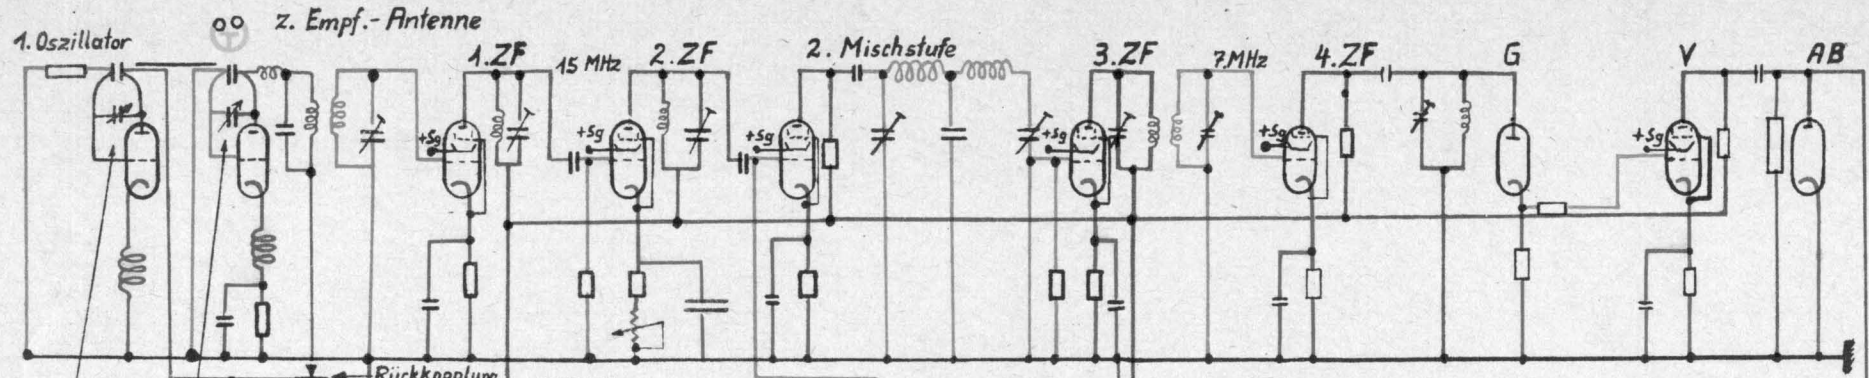 z. Empf.-Antenne
1. Oszillator
1.ZF
15 MHz
2.ZF
2. Mischstufe
3.ZF
7.MHz
4.ZF
G
V
AB
+Sg
+Sg
+Sg
+Sg
+Sg
+Sg
Rückkopplung